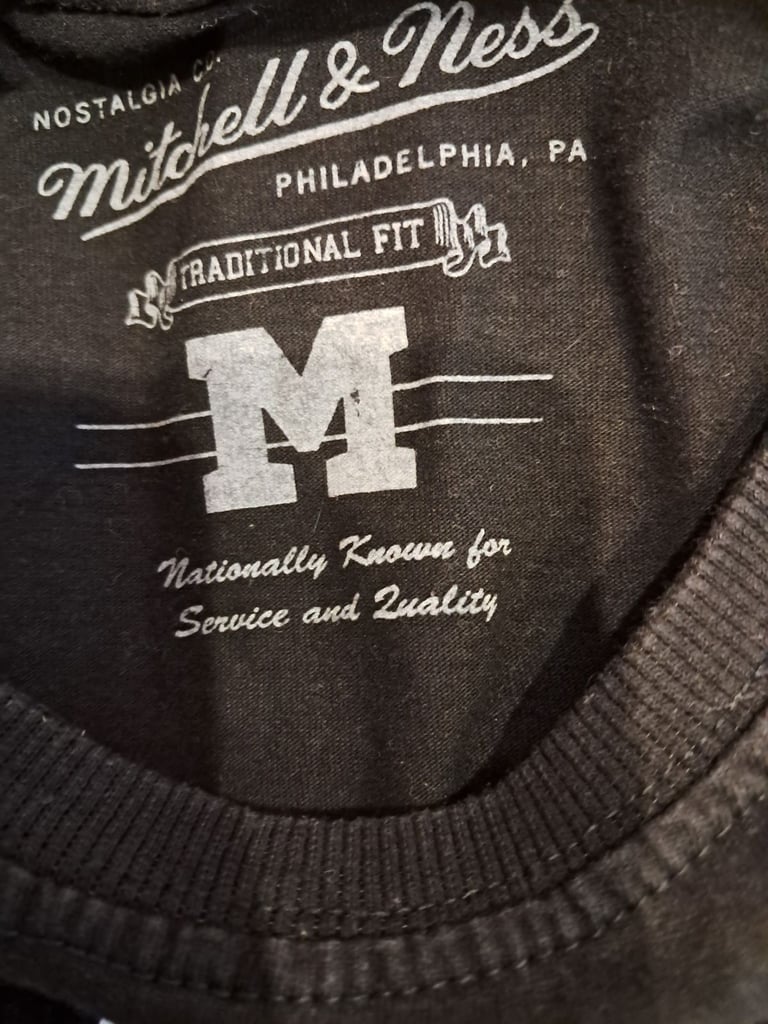 NOSTALGIA CO.
Mitchell & Ness
PHILADELPHIA, PA
TRADITIONAL FIT
M
Nationally Known for
Service and Quality